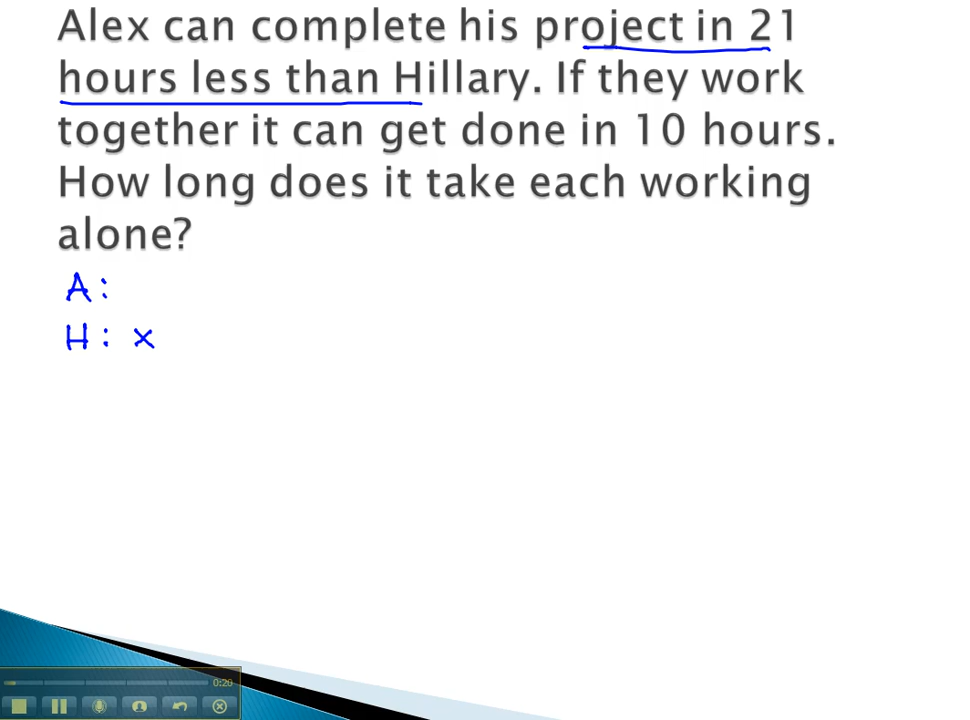 Alex can complete his project in 21
hours less than Hillary. If they work
together it can get done in 10 hours.
How long does it take each working
alone?
A:
H: x
0:20